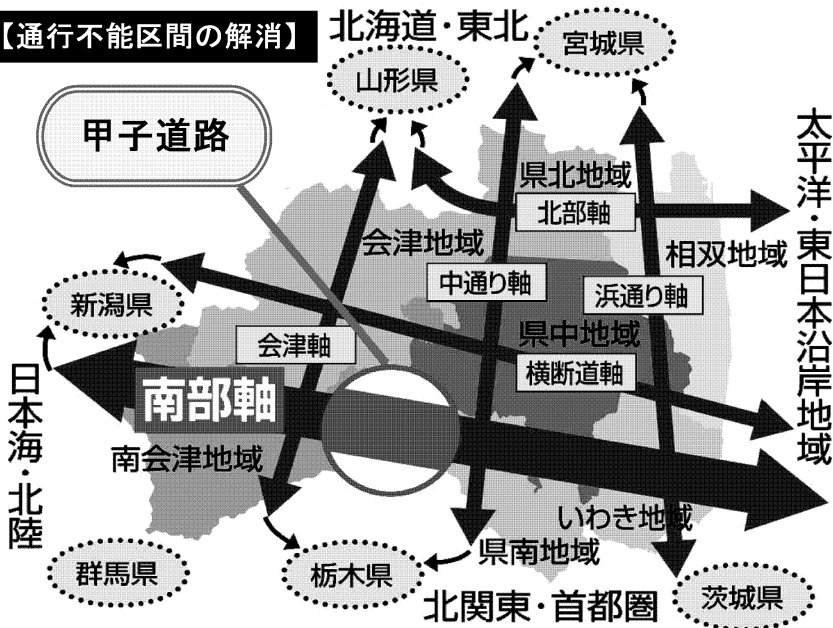 【通行不能区間の解消】
北海道・東北
宮城県
山形県
甲子道路
太平洋・東日本沿岸地域
県北地域
北部軸
会津地域
相双地域
中通り軸
浜通り軸
新潟県
会津軸
県中地域
横断道軸
南部軸
日本海・北陸
南会津地域
いわき地域
県南地域
群馬県
栃木県
北関東・首都圏
茨城県